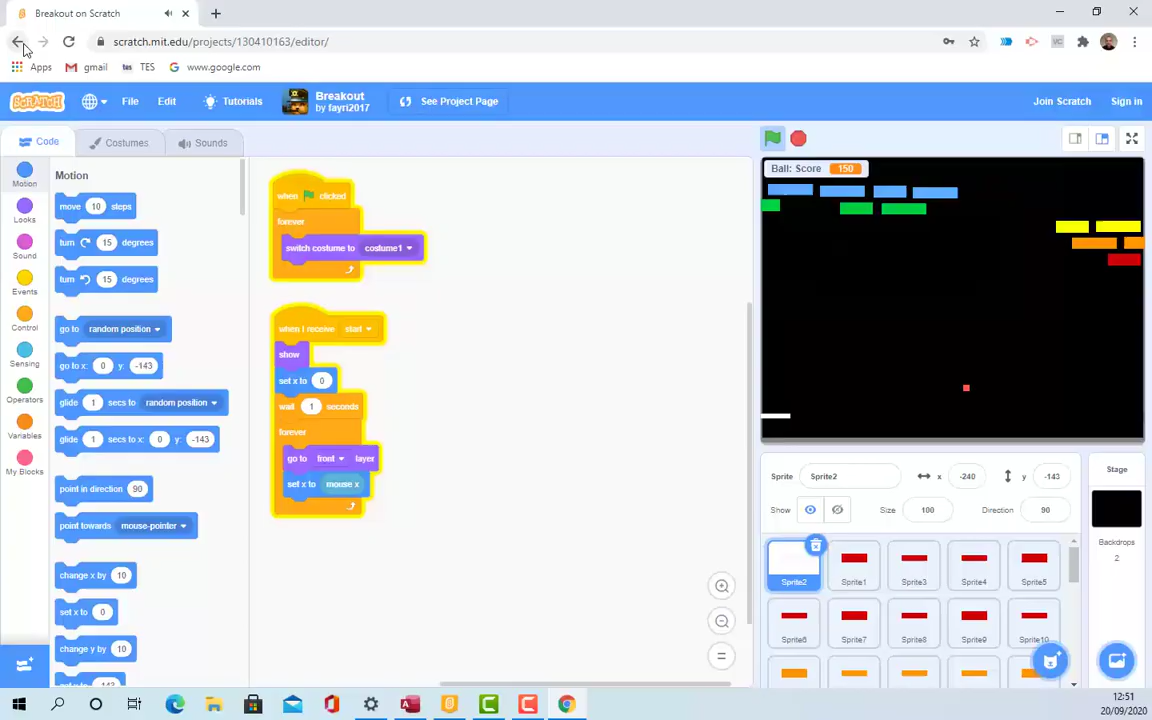 Breakout on Scratch
scratch.mit.edu/projects/130410163/editor/
VC
Apps
gmail
tes
TES
www.google.com
SCRATCH
File
Edit
Tutorials
Breakout
by fayri2017
See Project Page
Join Scratch
Sign in
Code
Costumes
Sounds
Motion
Looks
Sound
Events
Control
Sensing
Operators
Variables
My Blocks
Motion
move 10 steps
turn 15 degrees
turn 15 degrees
go to random position
go to x: 0 y: -143
glide 1 secs to random position
glide 1 secs to x: 0 y: -143
point in direction 90
point towards mouse-pointer
change x by 10
set x to 0
change y by 10
when clicked
forever
switch costume to costume1
when I receive start
show
set x to 0
wait 1 seconds
forever
go to front layer
set x to mouse x
Ball: Score 150
Sprite Sprite2 x -240 y -143
Show Size 100 Direction 90
Sprite2 Sprite1 Sprite3 Sprite4 Sprite5
Sprite6 Sprite7 Sprite8 Sprite9 Sprite10
Stage
Backdrops
2
12:51
20/09/2020